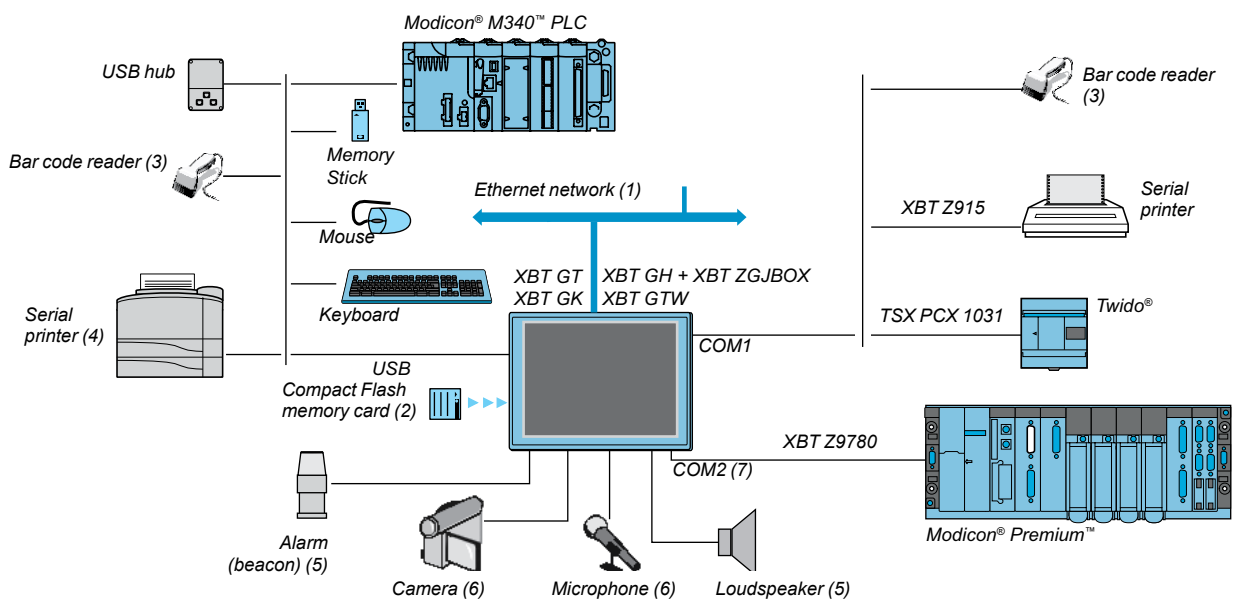 Modicon® M340™ PLC
USB hub
Bar code reader (3)
Memory
Stick
Bar code reader
(3)
Ethernet network (1)
Mouse
XBT Z915
Serial
printer
XBT GT
XBT GK
XBT GH + XBT ZGJBOX
XBT GTW
Keyboard
Serial
printer (4)
TSX PCX 1031
Twido®
COM1
USB
Compact Flash
memory card (2)
XBT Z9780
COM2 (7)
Modicon® Premium™
Alarm
(beacon) (5)
Camera (6)
Microphone (6)
Loudspeaker (5)